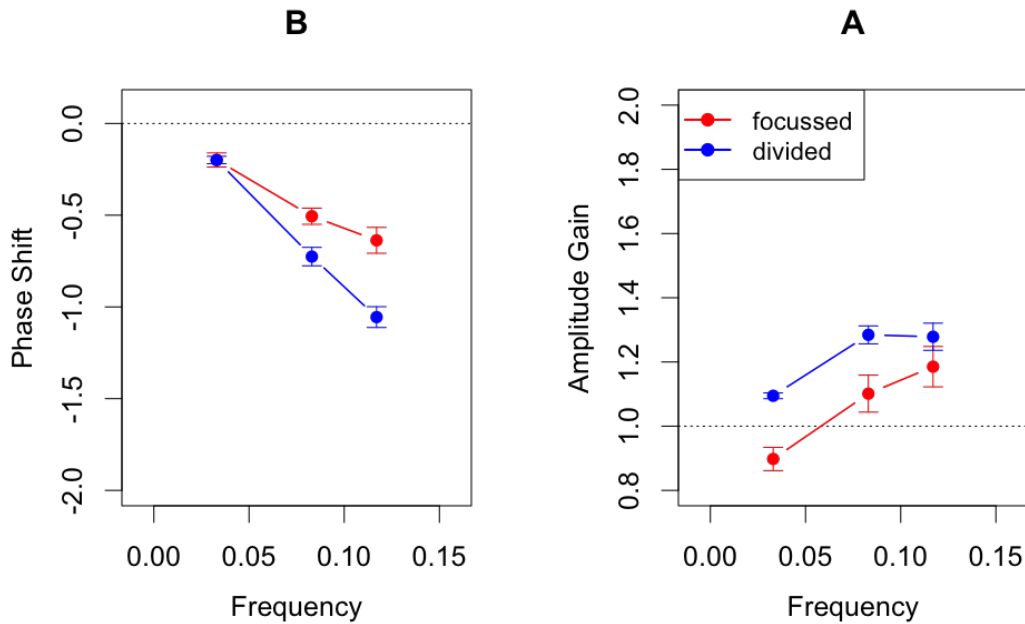 B
Phase Shift
0.0
-0.5
-1.0
-1.5
-2.0
0.00 0.05 0.10 0.15
Frequency
A
focussed
divided
Amplitude Gain
2.0
1.8
1.6
1.4
1.2
1.0
0.8
0.00 0.05 0.10 0.15
Frequency